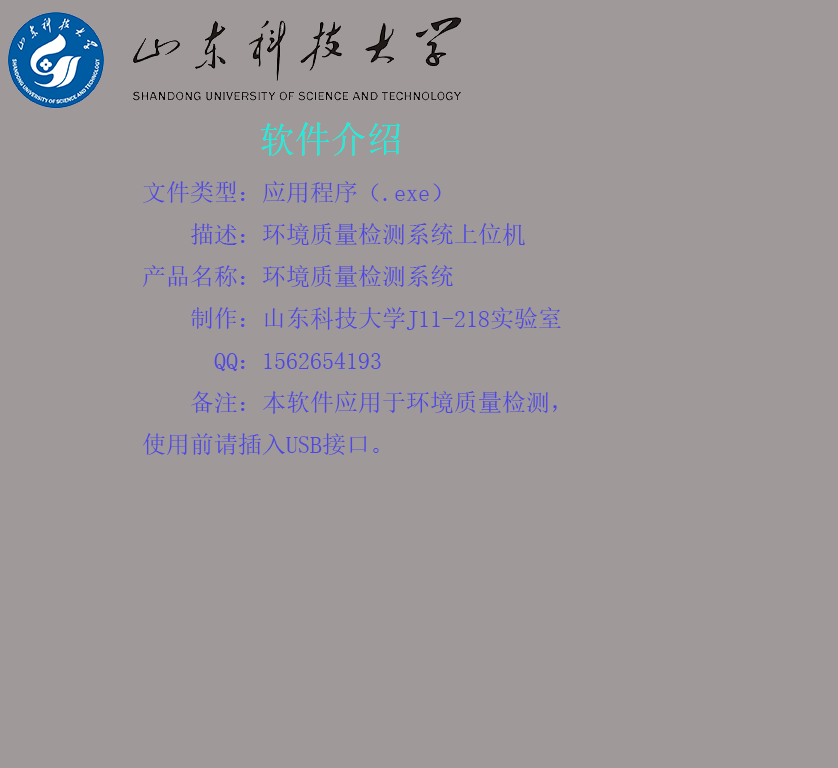 山东科技大学
SHANDONG UNIVERSITY OF SCIENCE AND TECHNOLOGY
山东科技大学
SHANDONG UNIVERSITY OF SCIENCE AND TECHNOLOGY
软件介绍
文件类型：应用程序（.exe）
描述：环境质量检测系统上位机
产品名称：环境质量检测系统
制作：山东科技大学J11-218实验室
QQ：1562654193
备注：本软件应用于环境质量检测，
使用前请插入USB接口。